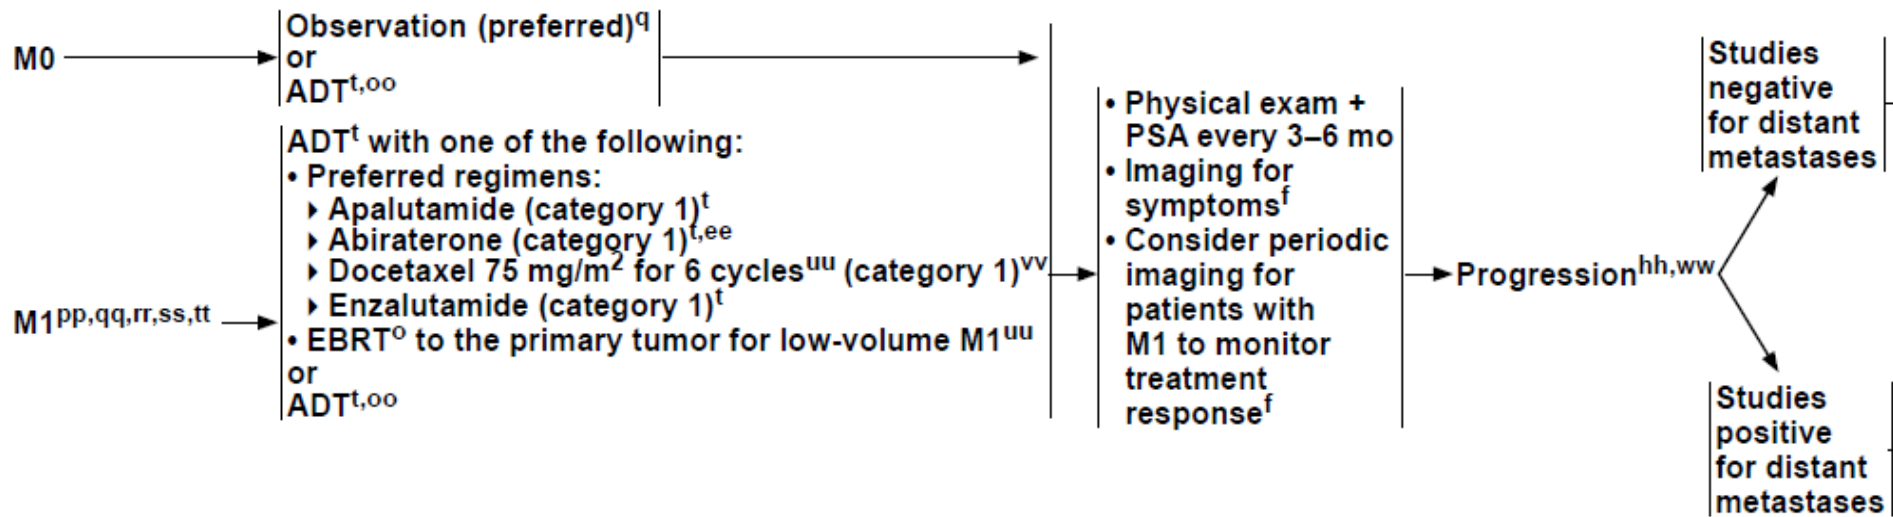 M0
Observation (preferred)q
or
ADTt,oo
M1pp,qq,rr,ss,tt
ADTt with one of the following:
• Preferred regimens:
▸ Apalutamide (category 1)t
▸ Abiraterone (category 1)t,ee
▸ Docetaxel 75 mg/m2 for 6 cyclesuu (category 1)vv
▸ Enzalutamide (category 1)t
• EBRTo to the primary tumor for low-volume M1uu
or
ADTt,oo
• Physical exam +
PSA every 3–6 mo
• Imaging for
symptomsf
• Consider periodic
imaging for
patients with
M1 to monitor
treatment
responsef
Progressionhh,ww
Studies
negative
for distant
metastases
Studies
positive
for distant
metastases